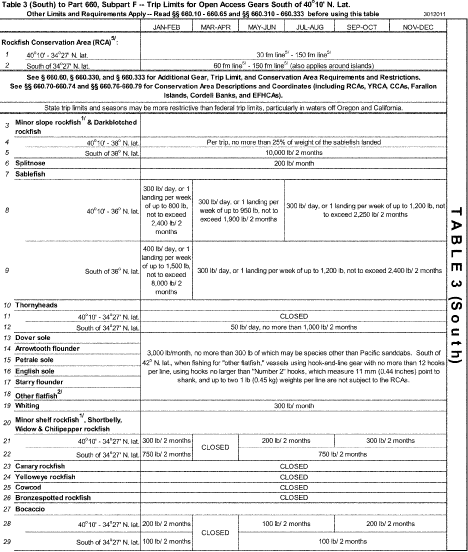 Table 3 (South) to Part 660, Subpart F -- Trip Limits for Open Access Gears South of 40°10' N. Lat.
Other Limits and Requirements Apply -- Read §§ 660.10 - 660.65 and §§ 660.310 - 660.333 before using this table
JAN-FEB MAR-APR MAY-JUN JUL-AUG SEP-OCT NOV-DEC
Rockfish Conservation Area (RCA)5/:
1 40°10' - 34°27' N. lat. 30 fm - 150 fm
2 South of 34°27' N. lat. 60 fm - 150 fm (also applies around islands)
See § 660.60, § 660.330, and § 660.333 for Additional Gear, Trip Limit, and Conservation Area Requirements and Restrictions.
See §§ 660.70-660.74 and §§ 660.76-660.79 for Conservation Area Descriptions and Coordinates (including RCAs, YRCA, CCAs, Farallon
Islands, Cordell Banks, and EFHCAs).
State trip limits and seasons may be more restrictive than federal trip limits, particularly in waters off Oregon and California.
3 Minor slope rockfish1/ & Darkblotched
rockfish
4 40°10' - 38° N. lat. Per trip, no more than 25% of weight of the sablefish landed
5 South of 38° N. lat. 10,000 lb/ 2 months
6 Splitnose 200 lb/ month
7 Sablefish
8 40°10' - 36° N. lat. 300 lb/ day, or 1
landing per week
of up to 800 lb,
not to exceed
2,400 lb/ 2
months
300 lb/ day, or 1 landing per
week of up to 950 lb, not to
exceed 1,900 lb/ 2 months
300 lb/ day, or 1 landing per week of up to 1,200 lb, not
to exceed 2,250 lb/ 2 months
9 South of 36° N. lat. 400 lb/ day, or 1
landing per week
of up to 1,500 lb,
not to exceed
8,000 lb/ 2
months
300 lb/ day, or 1 landing per week of up to 1,200 lb, not to exceed 2,400 lb/ 2 months
10 Thornyheads
11 40°10' - 34°27' N. lat. CLOSED
12 South of 34°27' N. lat. 50 lb/ day, no more than 1,000 lb/ 2 months
13 Dover sole
14 Arrowtooth flounder
15 Petrale sole
16 English sole
17 Starry flounder
18 Other flatfish2/
3,000 lb/month, no more than 300 lb of which may be species other than Pacific sanddabs. South of
42° N. lat., when fishing for "other flatfish," vessels using hook-and-line gear with no more than 12 hooks
per line, using hooks no larger than "Number 2" hooks, which measure 11 mm (0.44 inches) point to
shank, and up to two 1 lb (0.45 kg) weights per line are not subject to the RCAs.
19 Whiting 300 lb/ month
20 Minor shelf rockfish1/, Shortbelly,
Widow & Chilipepper rockfish
21 40°10' - 34°27' N. lat. 300 lb/ 2 months CLOSED 200 lb/ 2 months 300 lb/ 2 months
22 South of 34°27' N. lat. 750 lb/ 2 months 750 lb/ 2 months
23 Canary rockfish CLOSED
24 Yelloweye rockfish CLOSED
25 Cowcod CLOSED
26 Bronzespotted rockfish CLOSED
27 Bocaccio
28 40°10' - 34°27' N. lat. 200 lb/ 2 months CLOSED 100 lb/ 2 months 200 lb/ 2 months
29 South of 34°27' N. lat. 100 lb/ 2 months 100 lb/ 2 months
TABLE 3 (South)